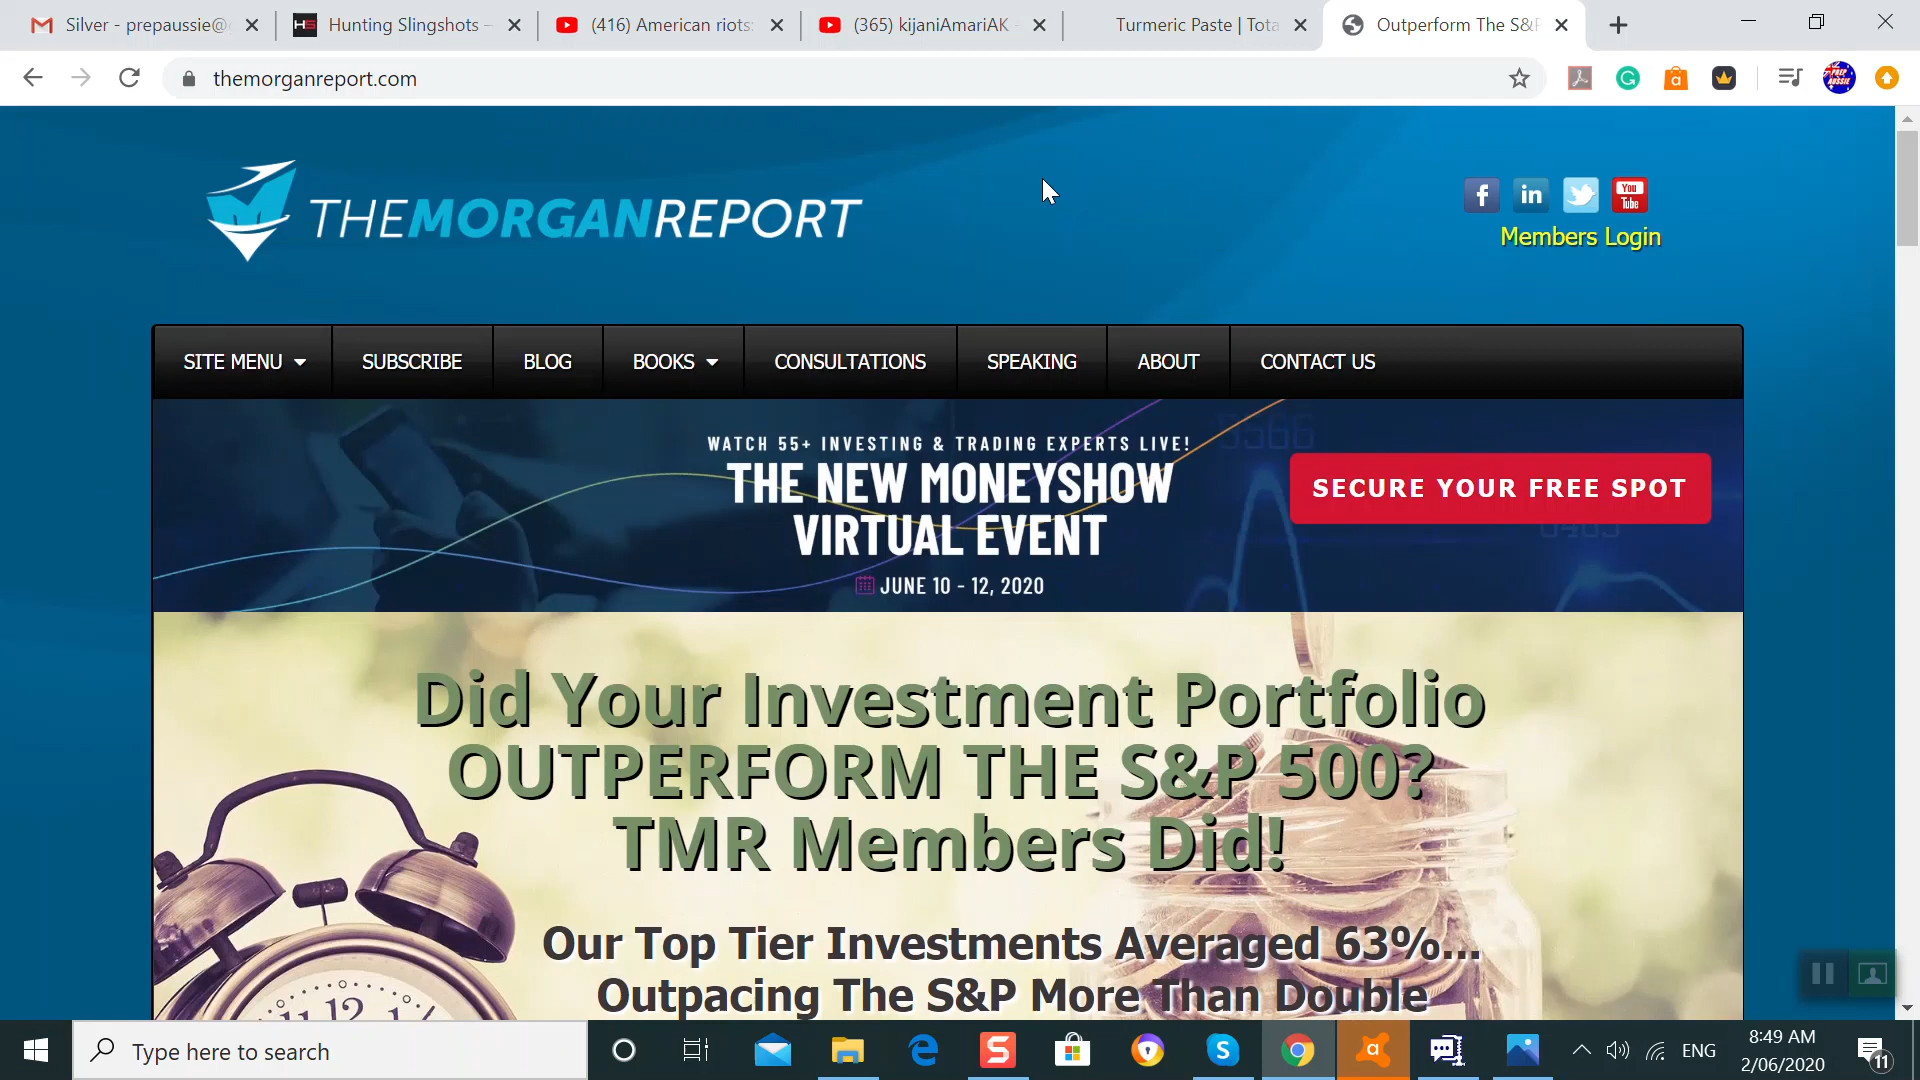 Silver - prepaussie@
Hunting Slingshots –
(416) American riots:
(365) kijaniAmariAK -
Turmeric Paste | Tota
Outperform The S&P
themorganreport.com
THEMORGANREPORT
f
in
You
Tube
Members Login
SITE MENU
SUBSCRIBE
BLOG
BOOKS
CONSULTATIONS
SPEAKING
ABOUT
CONTACT US
WATCH 55+ INVESTING & TRADING EXPERTS LIVE!
THE NEW MONEYSHOW
VIRTUAL EVENT
JUNE 10 - 12, 2020
SECURE YOUR FREE SPOT
Did Your Investment Portfolio
OUTPERFORM THE S&P 500?
TMR Members Did!
Our Top Tier Investments Averaged 63%...
Outpacing The S&P More Than Double
Type here to search
ENG
8:49 AM
2/06/2020
11